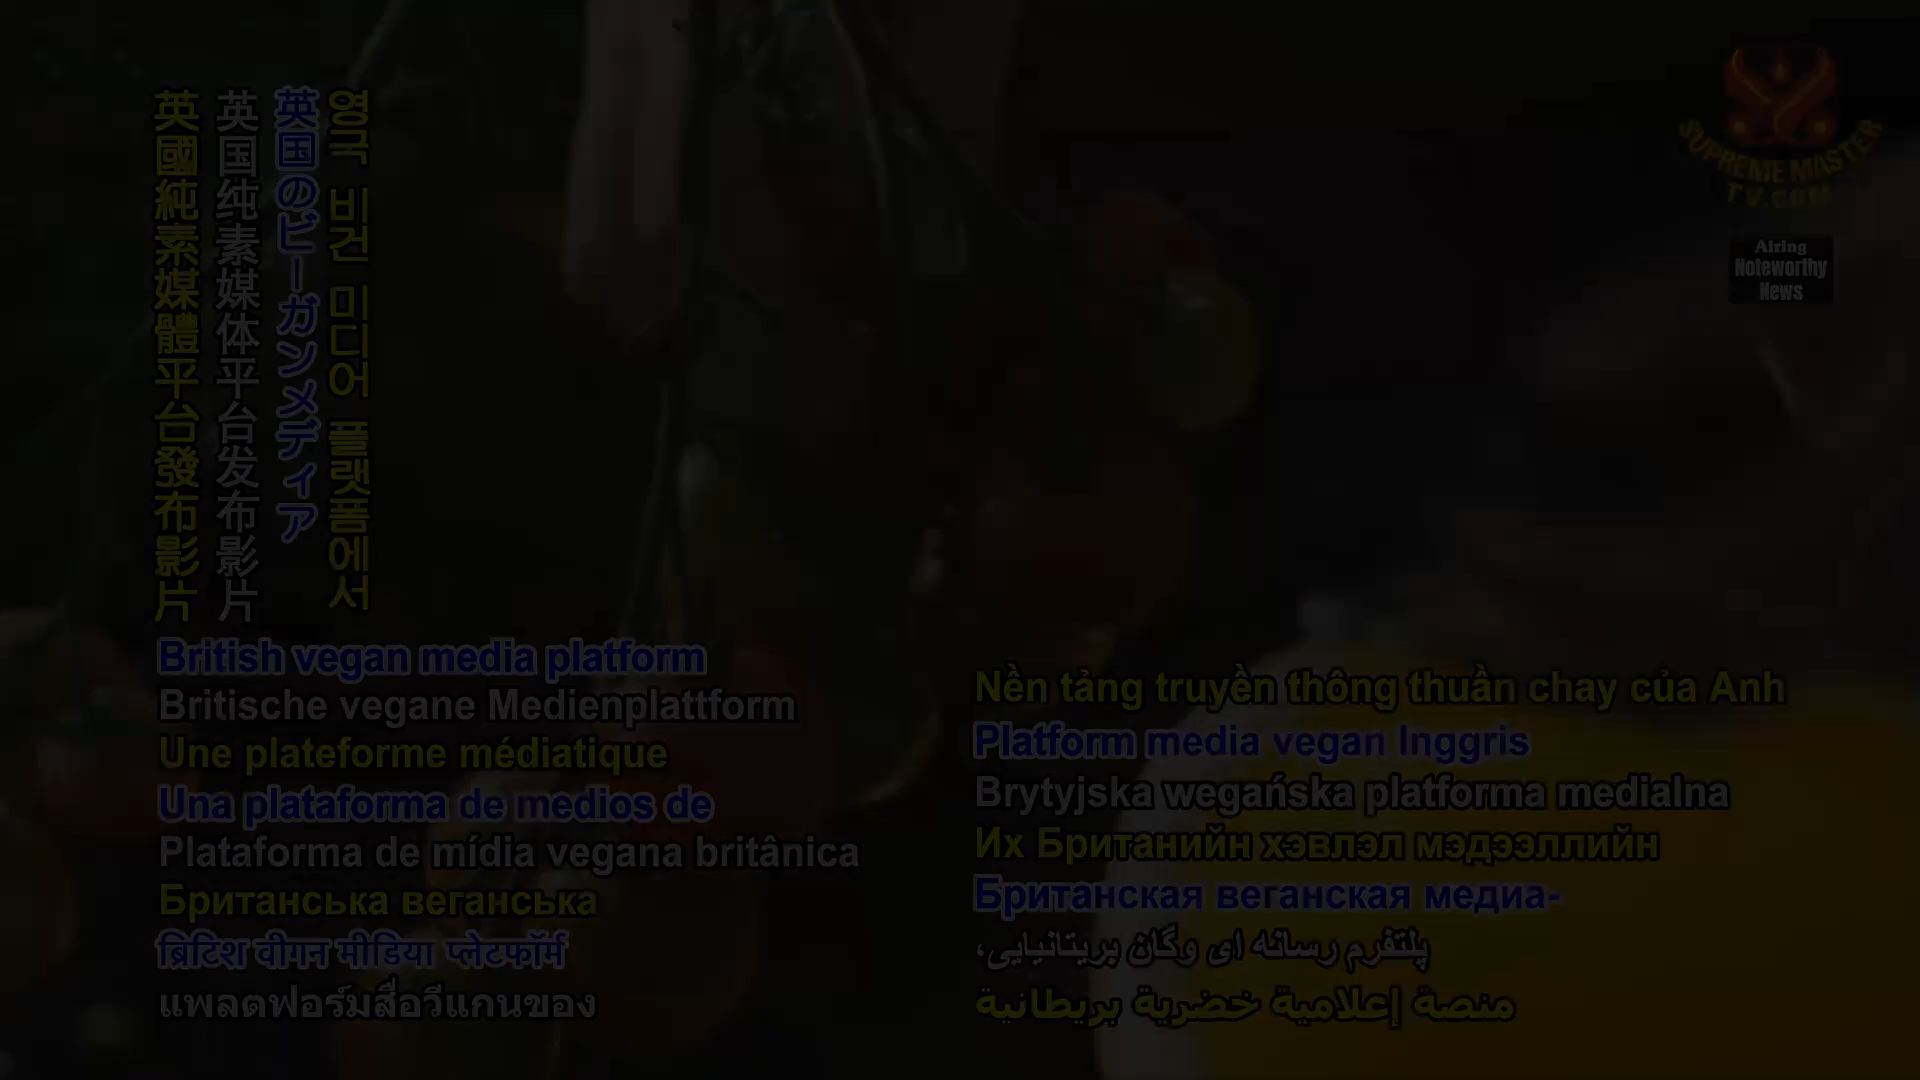 英國純素媒體平台發布影片
英国纯素媒体平台发布影片
英国のビーガンメディア
영국 비건 미디어 플랫폼에서
British vegan media platform
Britische vegane Medienplattform
Une plateforme médiatique
Una plataforma de medios de
Plataforma de mídia vegana britânica
Британська веганська
ब्रिटिश वीगन मीडिया प्लेटफॉर्म
แพลตฟอร์มสื่อวีแกนของ
Nền tảng truyền thông thuần chay của Anh
Platform media vegan Inggris
Brytyjska wegańska platforma medialna
Их Британийн хэвлэл мэдээллийн
Британская веганская медиа-
پلتفرم رسانه ای وگان بریتانیایی،
منصة إعلامية خضرية بريطانية
SUPREME MASTER
TV.COM
Airing
Noteworthy
News